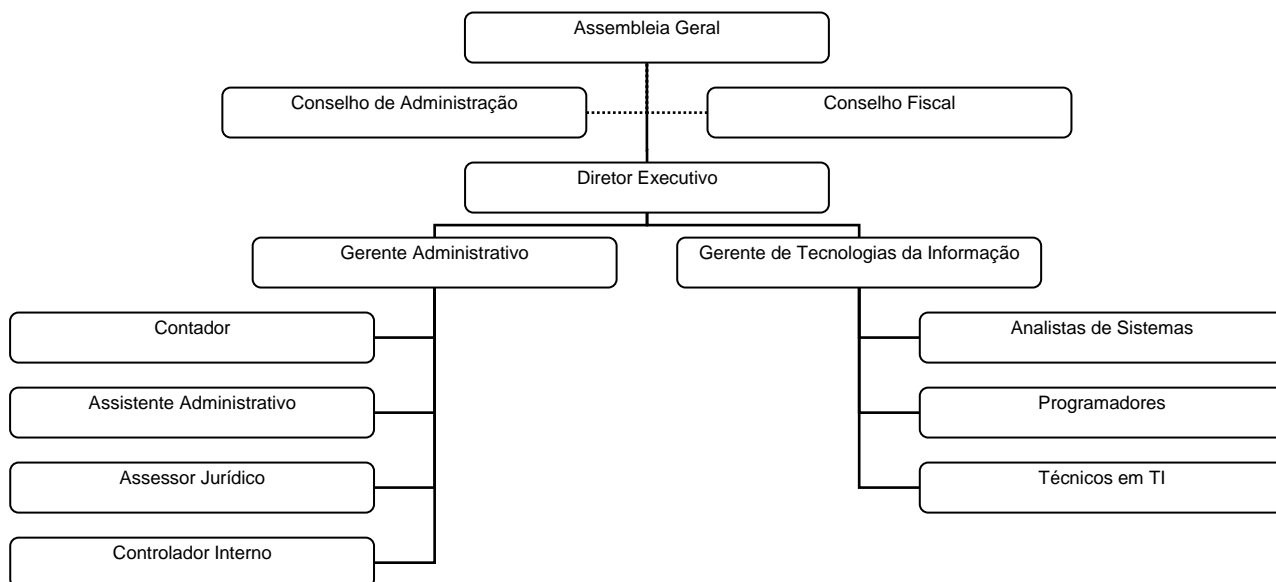 Assembleia Geral
Conselho de Administração
Conselho Fiscal
Diretor Executivo
Gerente Administrativo
Gerente de Tecnologias da Informação
Contador
Analistas de Sistemas
Assistente Administrativo
Programadores
Assessor Jurídico
Técnicos em TI
Controlador Interno